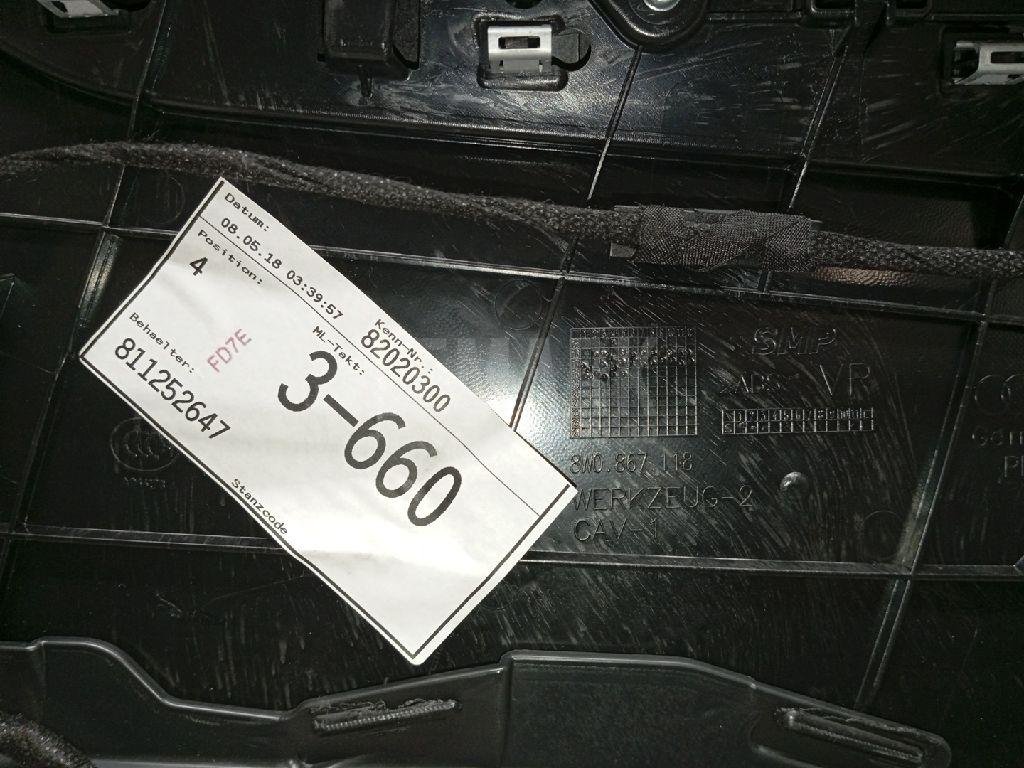 Datum:
08.05.18 03:39:57
Position:
4
Kenn-Nr.:
82020300
ML-Takt:
3-660
FD7E
Behaelter:
811252647
Stanzcode
SMP
VR
8W0.867.118
WERKZEUG-2
CAV-1